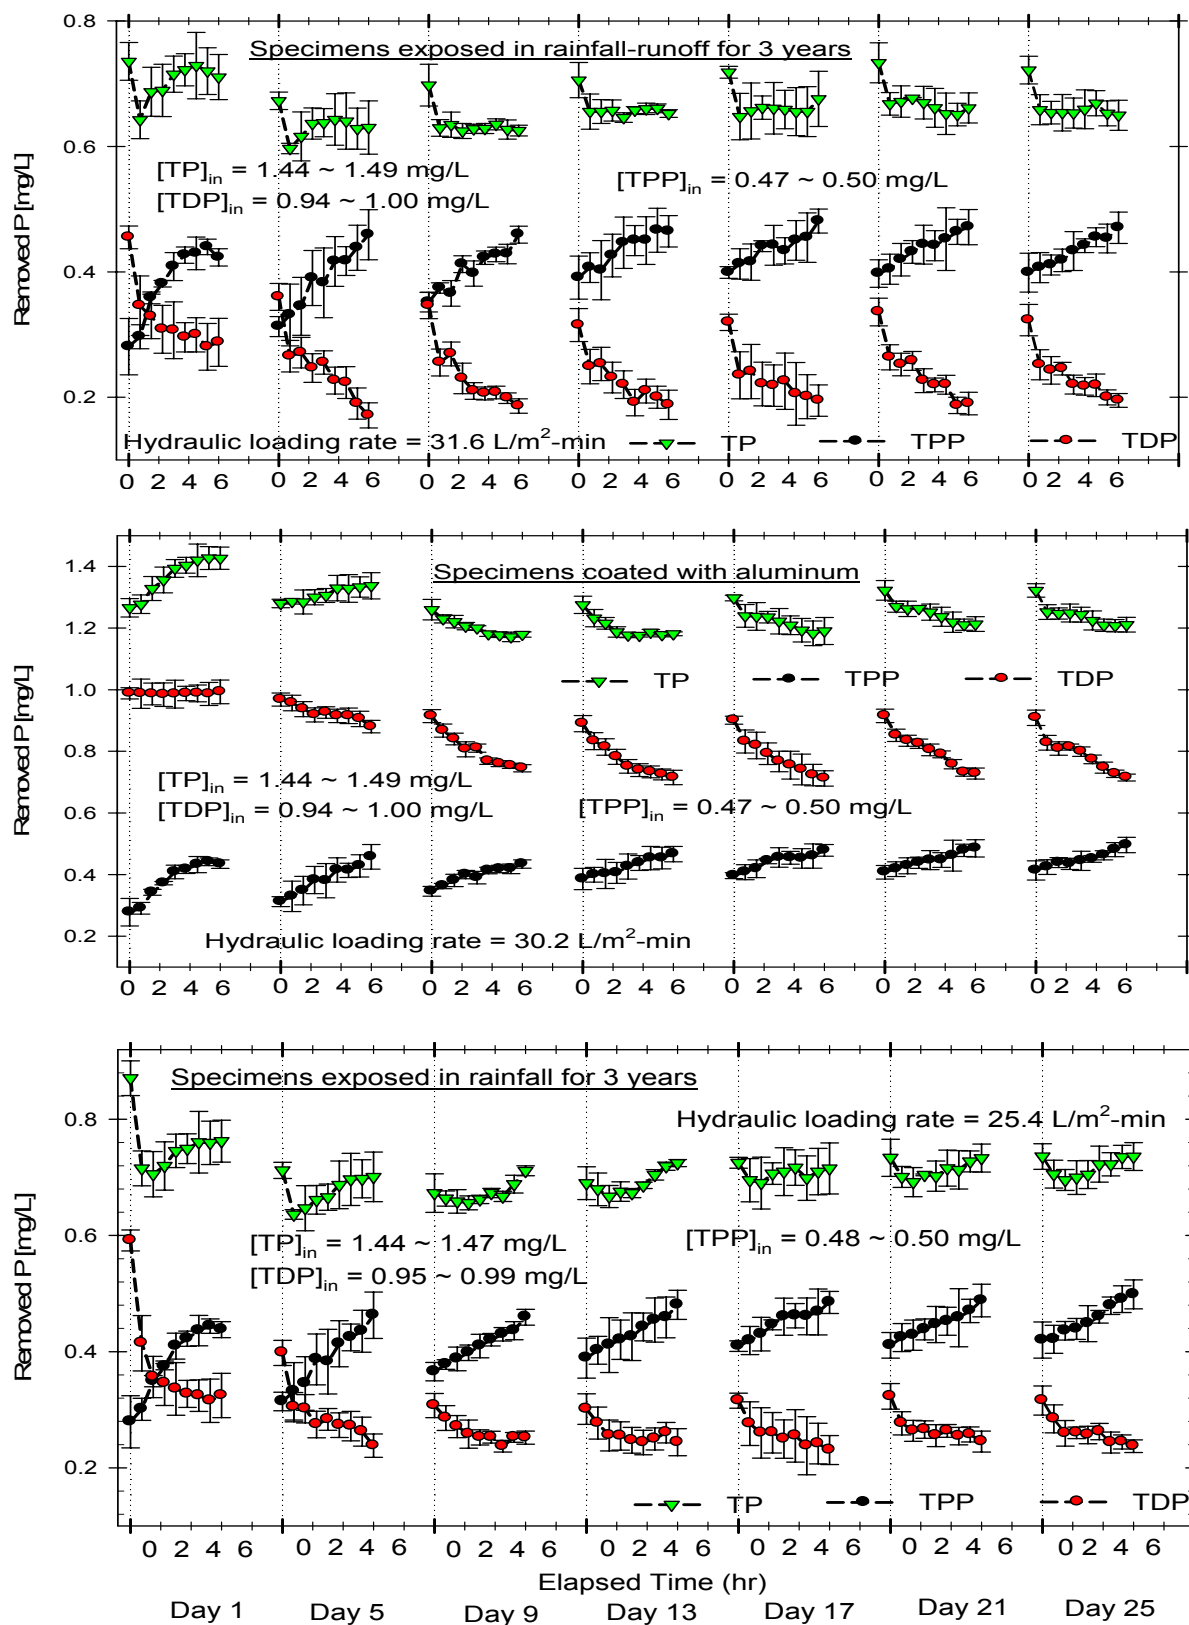 0.8
Specimens exposed in rainfall-runoff for 3 years
0.6
[TP]in = 1.44 ~ 1.49 mg/L
[TPP]in = 0.47 ~ 0.50 mg/L
[TDP]in = 0.94 ~ 1.00 mg/L
Removed P [mg/L]
0.4
0.2
Hydraulic loading rate = 31.6 L/m²-min
TP TPP TDP
0 2 4 6 0 2 4 6 0 2 4 6 0 2 4 6 0 2 4 6 0 2 4 6 0 2 4 6
1.4
Specimens coated with aluminum
1.2
TP TPP TDP
1.0
Removed P [mg/L]
0.8
[TP]in = 1.44 ~ 1.49 mg/L
[TPP]in = 0.47 ~ 0.50 mg/L
[TDP]in = 0.94 ~ 1.00 mg/L
0.6
0.4
0.2
Hydraulic loading rate = 30.2 L/m²-min
0 2 4 6 0 2 4 6 0 2 4 6 0 2 4 6 0 2 4 6 0 2 4 6 0 2 4 6
Specimens exposed in rainfall for 3 years
Hydraulic loading rate = 25.4 L/m²-min
0.8
0.6
[TP]in = 1.44 ~ 1.47 mg/L
[TPP]in = 0.48 ~ 0.50 mg/L
[TDP]in = 0.95 ~ 0.99 mg/L
Removed P [mg/L]
0.4
0.2
TP TPP TDP
0 2 4 6 0 2 4 6 0 2 4 6 0 2 4 6 0 2 4 6 0 2 4 6 0 2 4 6
Elapsed Time (hr)
Day 1 Day 5 Day 9 Day 13 Day 17 Day 21 Day 25